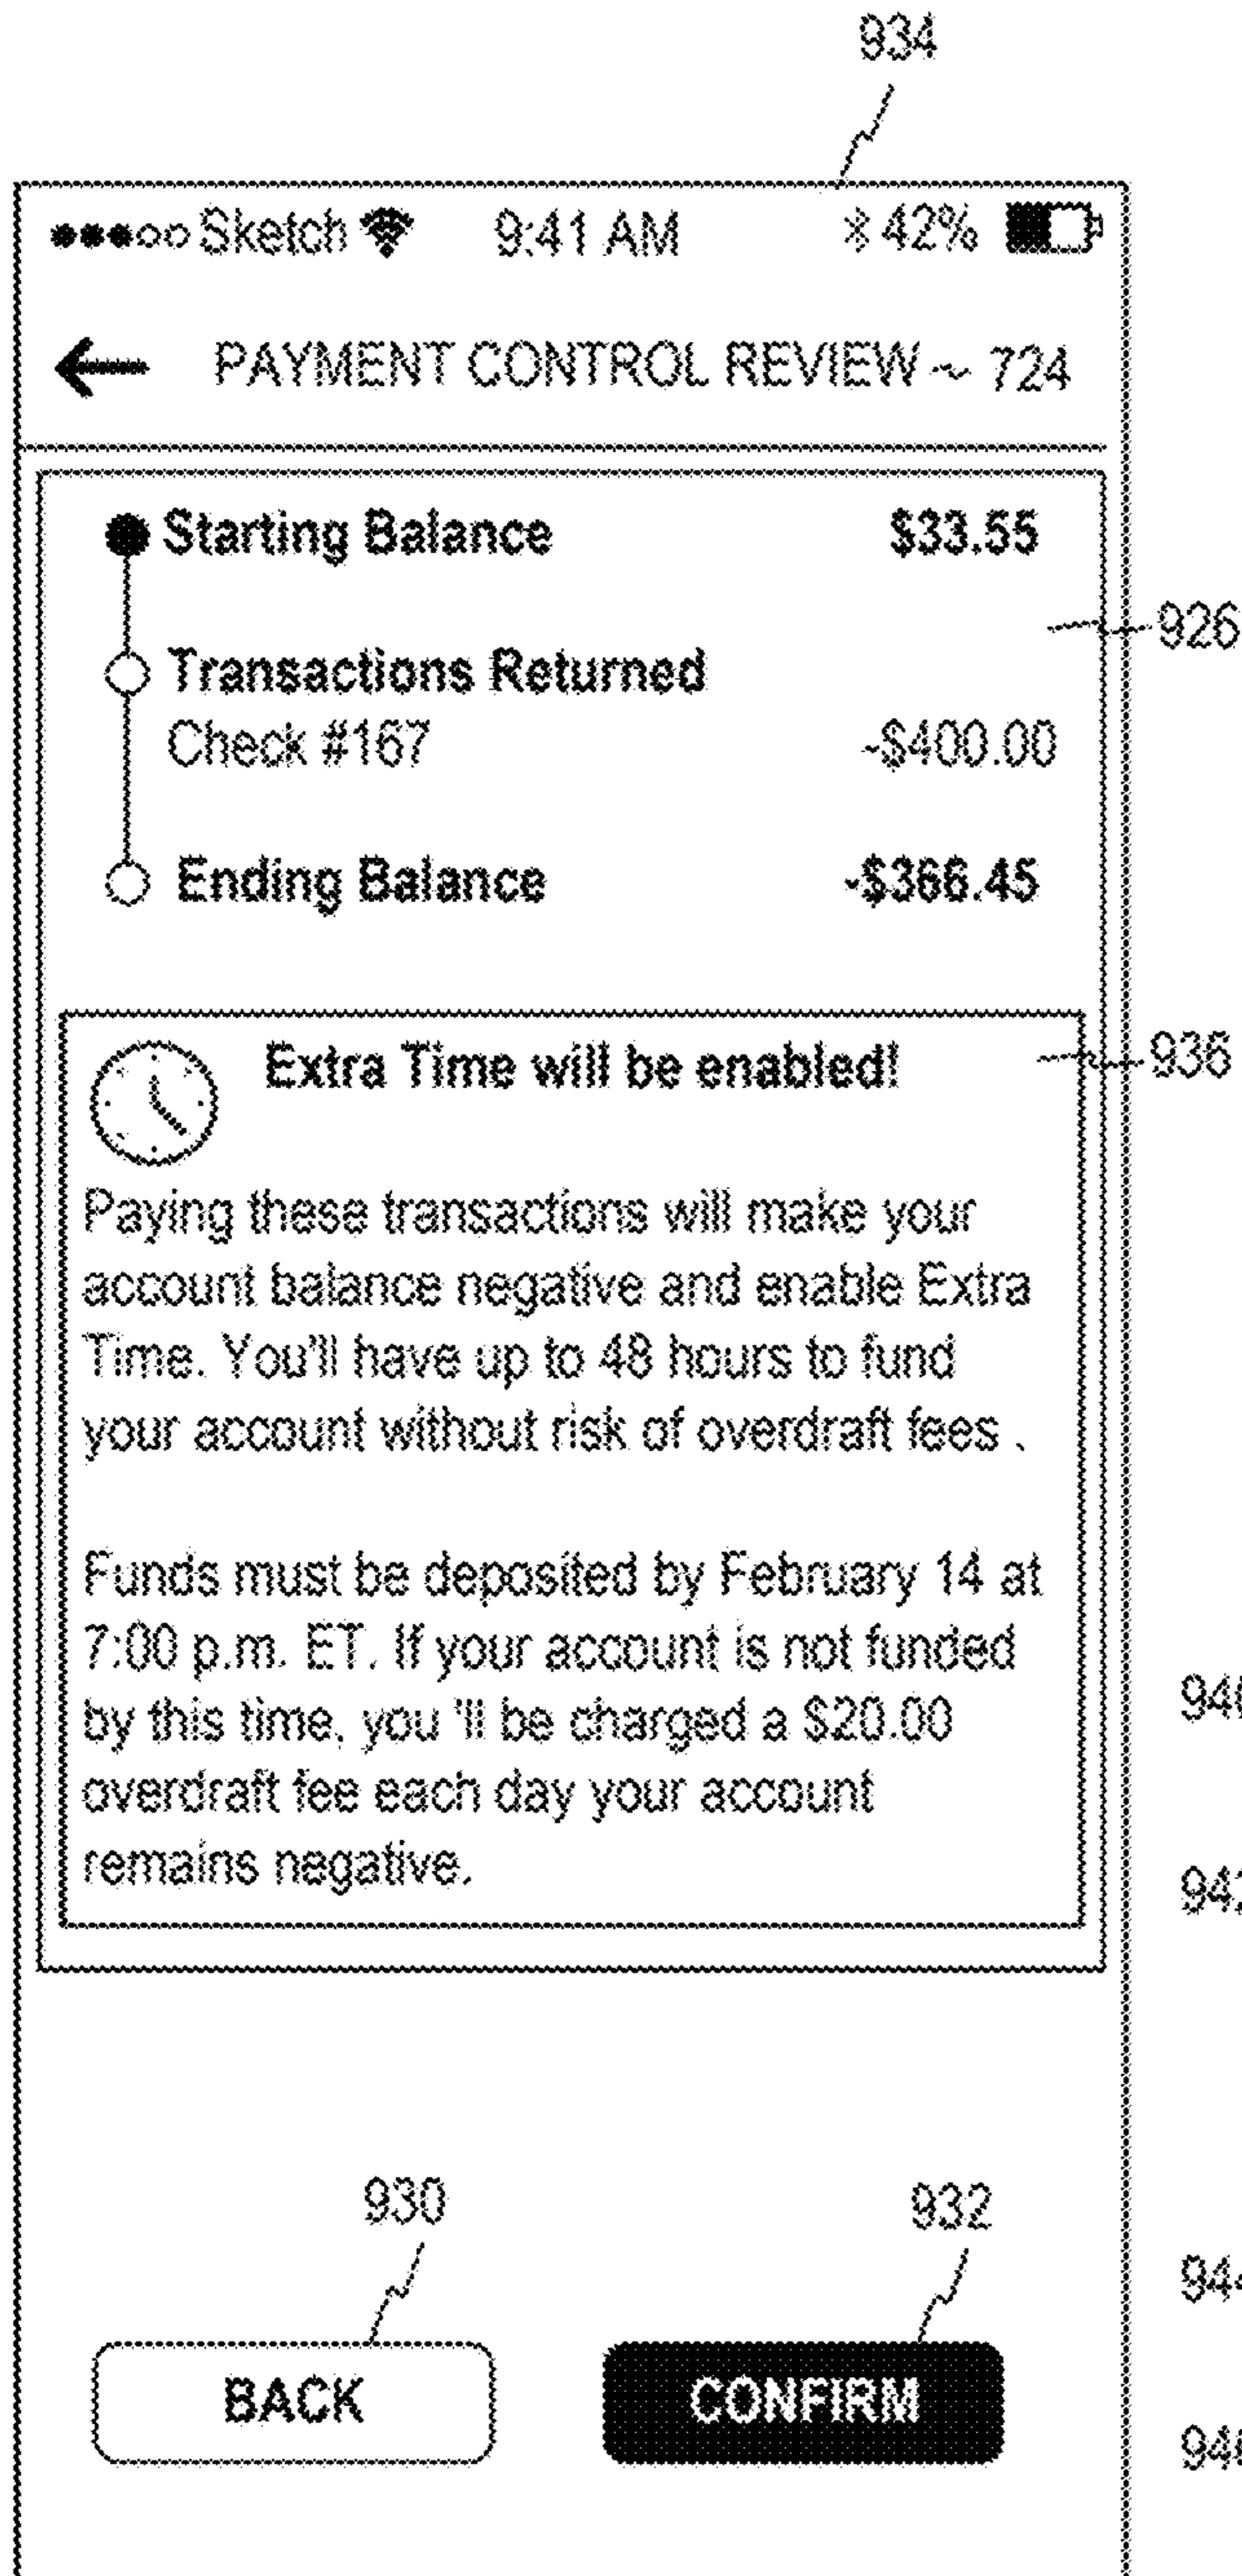 934
Sketch 9:41 AM 42%
PAYMENT CONTROL REVIEW ~ 724
Starting Balance $33.55
926
Transactions Returned
Check #167 -$400.00
Ending Balance -$366.45
Extra Time will be enabled! 936
Paying these transactions will make your
account balance negative and enable Extra
Time. You'll have up to 48 hours to fund
your account without risk of overdraft fees .
Funds must be deposited by February 14 at
7:00 p.m. ET. If your account is not funded
by this time, you 'll be charged a $20.00
overdraft fee each day your account
remains negative.
930 932
BACK CONFIRM